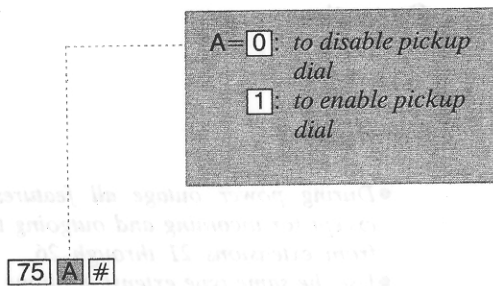 A=0: to disable pickup
dial
1: to enable pickup
dial
75 A #